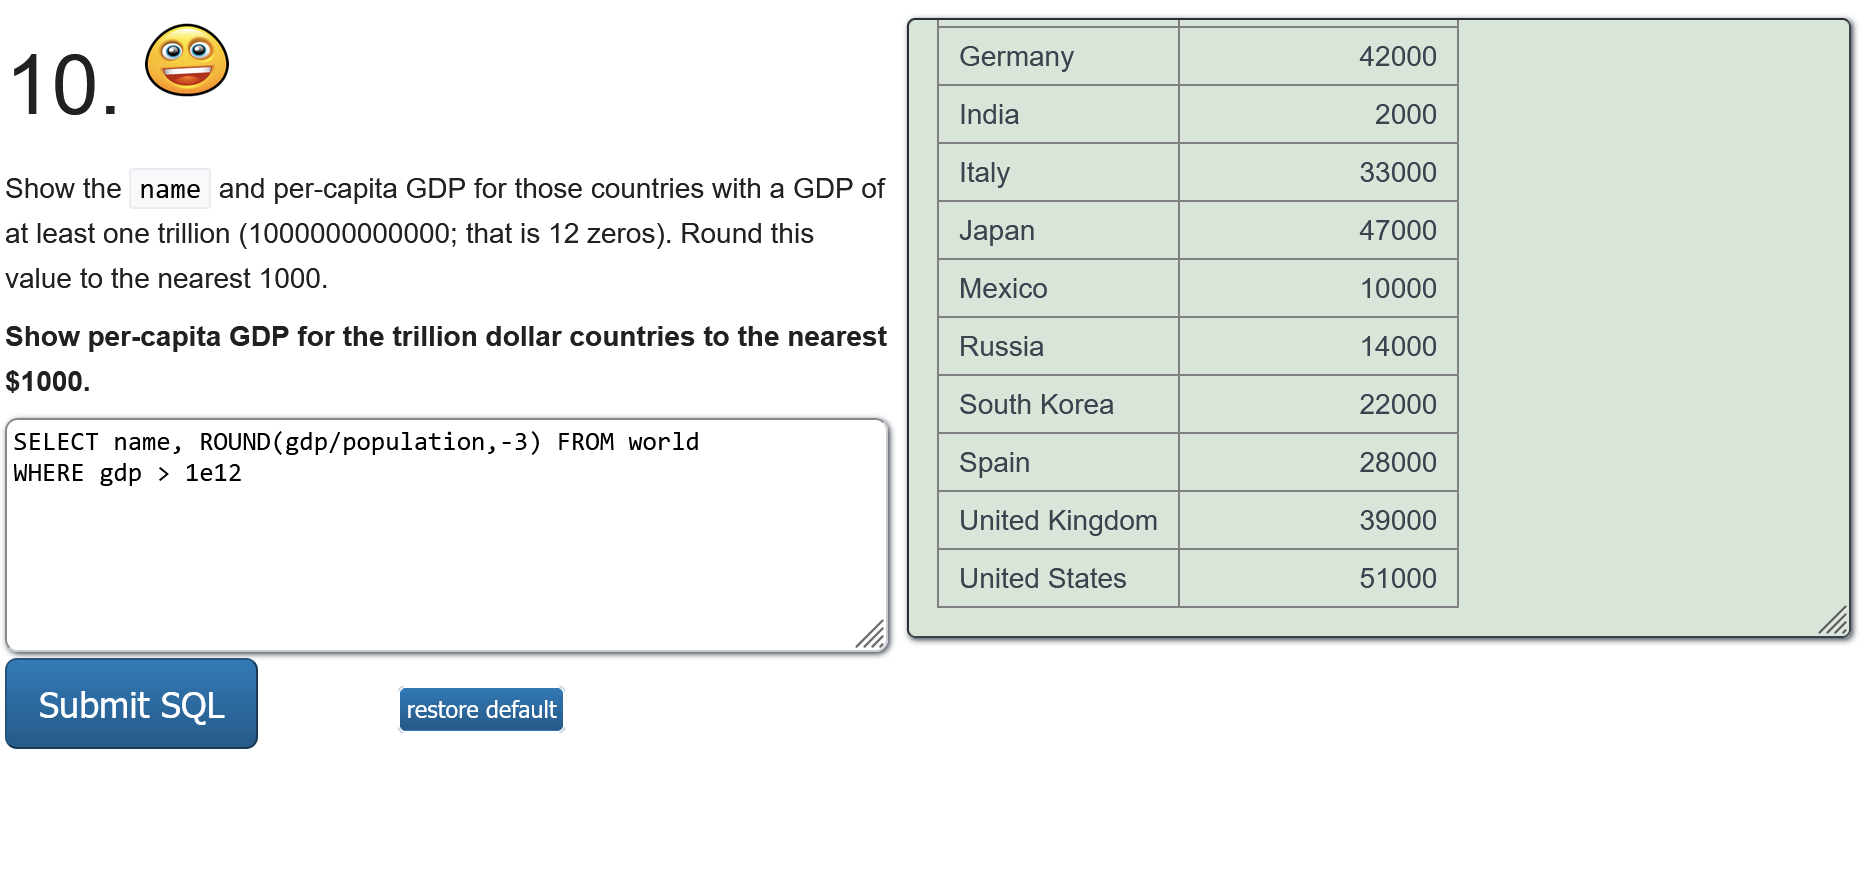 10.
Show the name and per-capita GDP for those countries with a GDP of
at least one trillion (1000000000000; that is 12 zeros). Round this
value to the nearest 1000.
Show per-capita GDP for the trillion dollar countries to the nearest
$1000.
SELECT name, ROUND(gdp/population,-3) FROM world
WHERE gdp > 1e12
Submit SQL
restore default
Germany 42000
India 2000
Italy 33000
Japan 47000
Mexico 10000
Russia 14000
South Korea 22000
Spain 28000
United Kingdom 39000
United States 51000